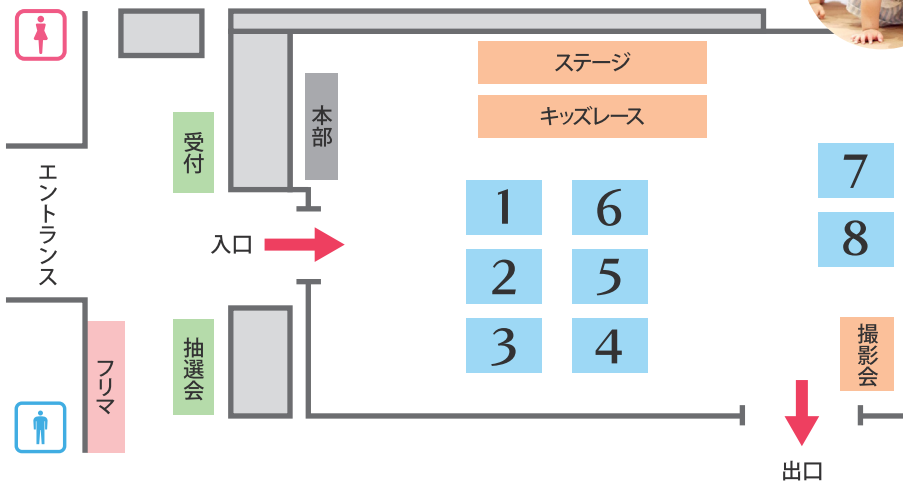 ステージ
キッズレース
本部
受付
エントランス
入口
1
6
2
5
3
4
7
8
フリマ
抽選会
撮影会
出口